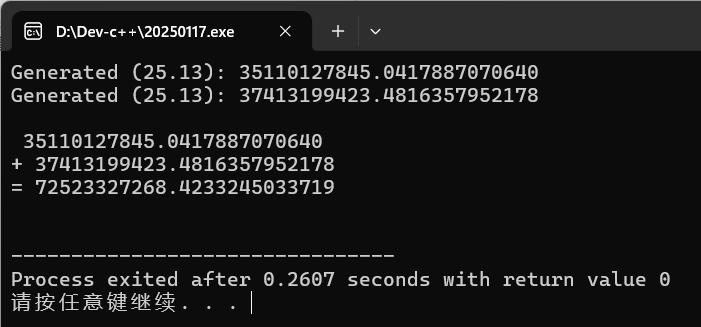 D:\Dev-c++\20250117.exe
Generated (25.13): 35110127845.0417887070640
Generated (25.13): 37413199423.4816357952178
35110127845.0417887070640
+ 37413199423.4816357952178
= 72523327268.4233245033719
--------------------------------
Process exited after 0.2607 seconds with return value 0
请按任意键继续. . .